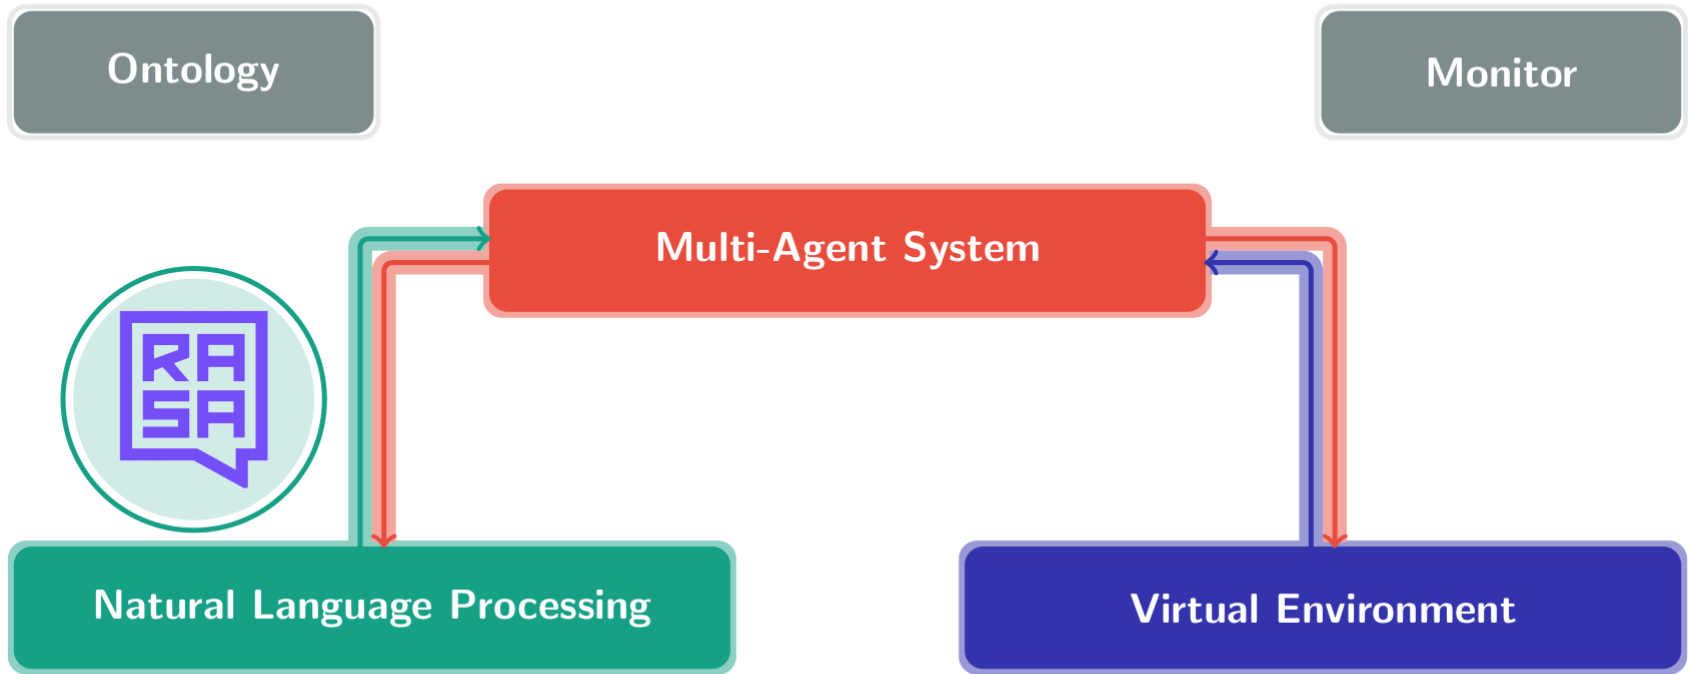 Ontology
Monitor
Multi-Agent System
RA
SA
Natural Language Processing
Virtual Environment